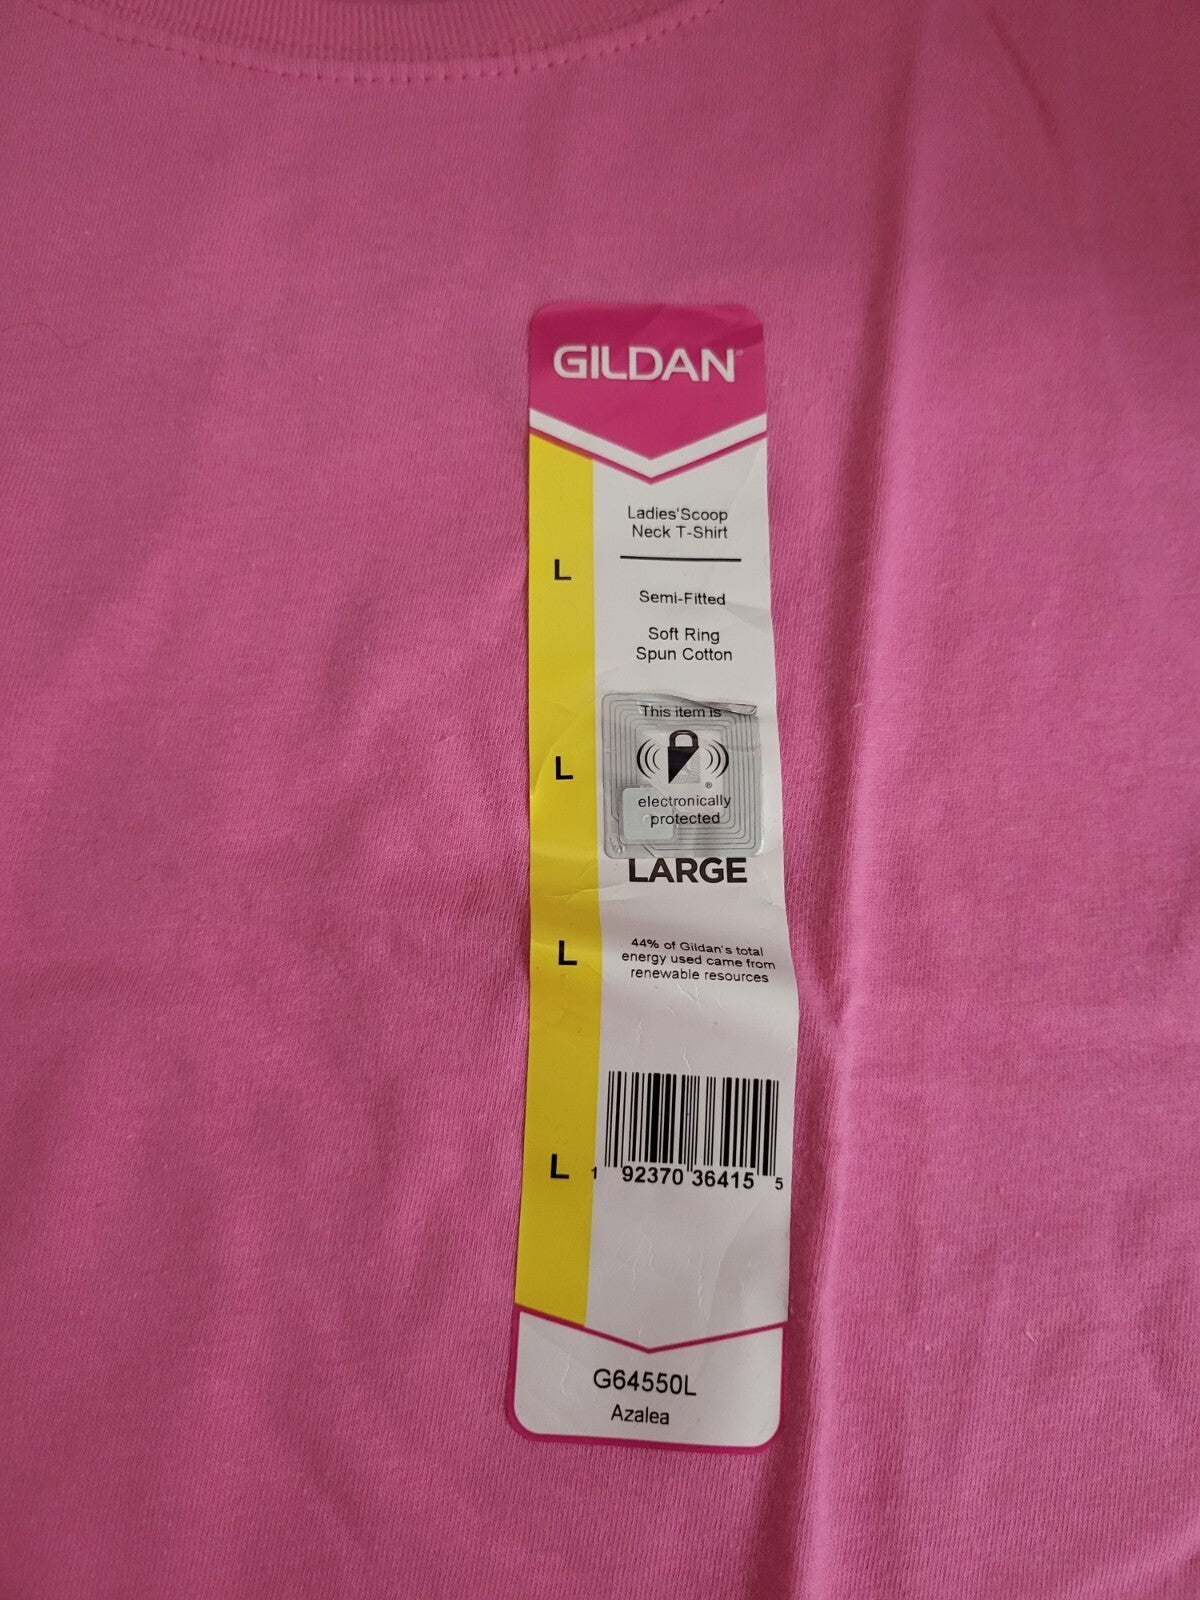 GILDAN®
Ladies'Scoop
Neck T-Shirt
L
Semi-Fitted
Soft Ring
Spun Cotton
This item is
L
®
electronically
protected
LARGE
44% of Gildan's total
energy used came from
renewable resources
L
L
1 92370 36415 5
G64550L
Azalea